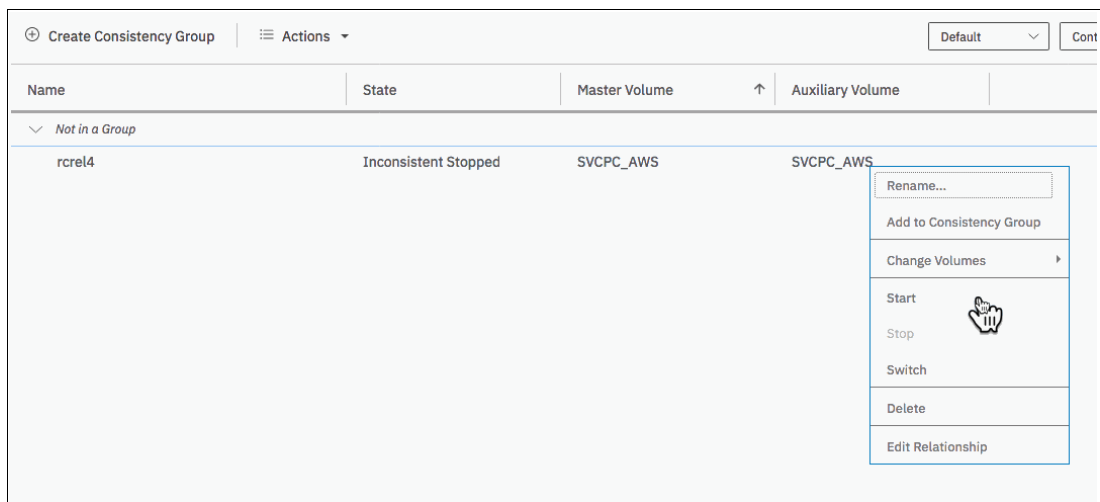 Create Consistency Group Actions Default Cont
Name State Master Volume Auxiliary Volume
Not in a Group
rcrel4 Inconsistent Stopped SVCPC_AWS SVCPC_AWS
Rename...
Add to Consistency Group
Change Volumes
Start
Stop
Switch
Delete
Edit Relationship